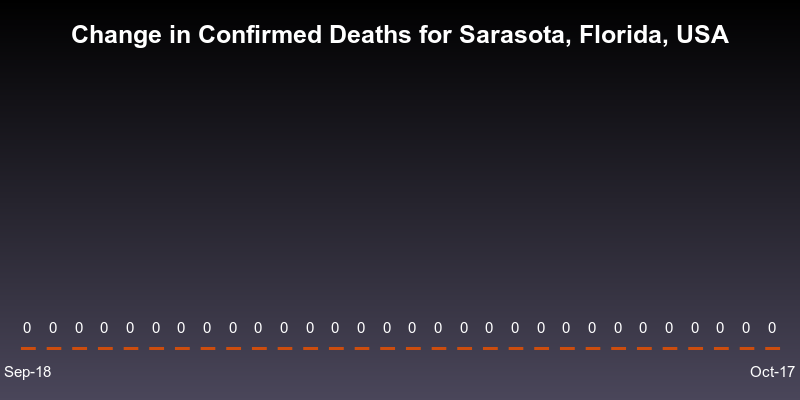 Change in Confirmed Deaths for Sarasota, Florida, USA
0 0 0 0 0 0 0 0 0 0 0 0 0 0 0 0 0 0 0 0 0 0 0 0 0 0 0 0 0 0
Sep-18 Oct-17